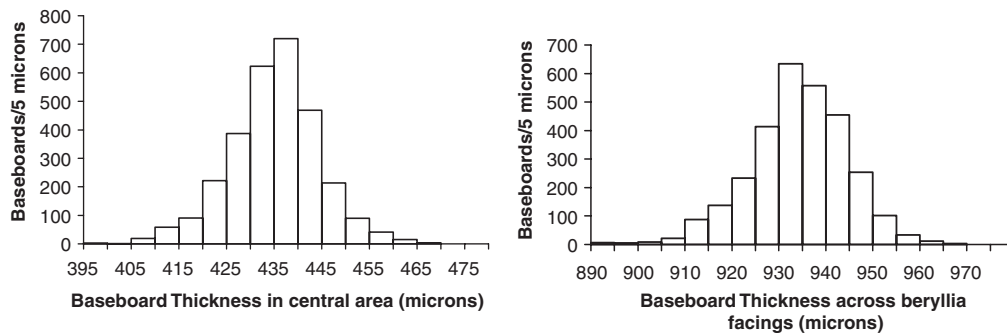 Baseboards/5 microns
800
700
600
500
400
300
200
100
0
395 405 415 425 435 445 455 465 475
Baseboard Thickness in central area (microns)
Baseboards/5 microns
700
600
500
400
300
200
100
0
890 900 910 920 930 940 950 960 970
Baseboard Thickness across beryllia
facings (microns)